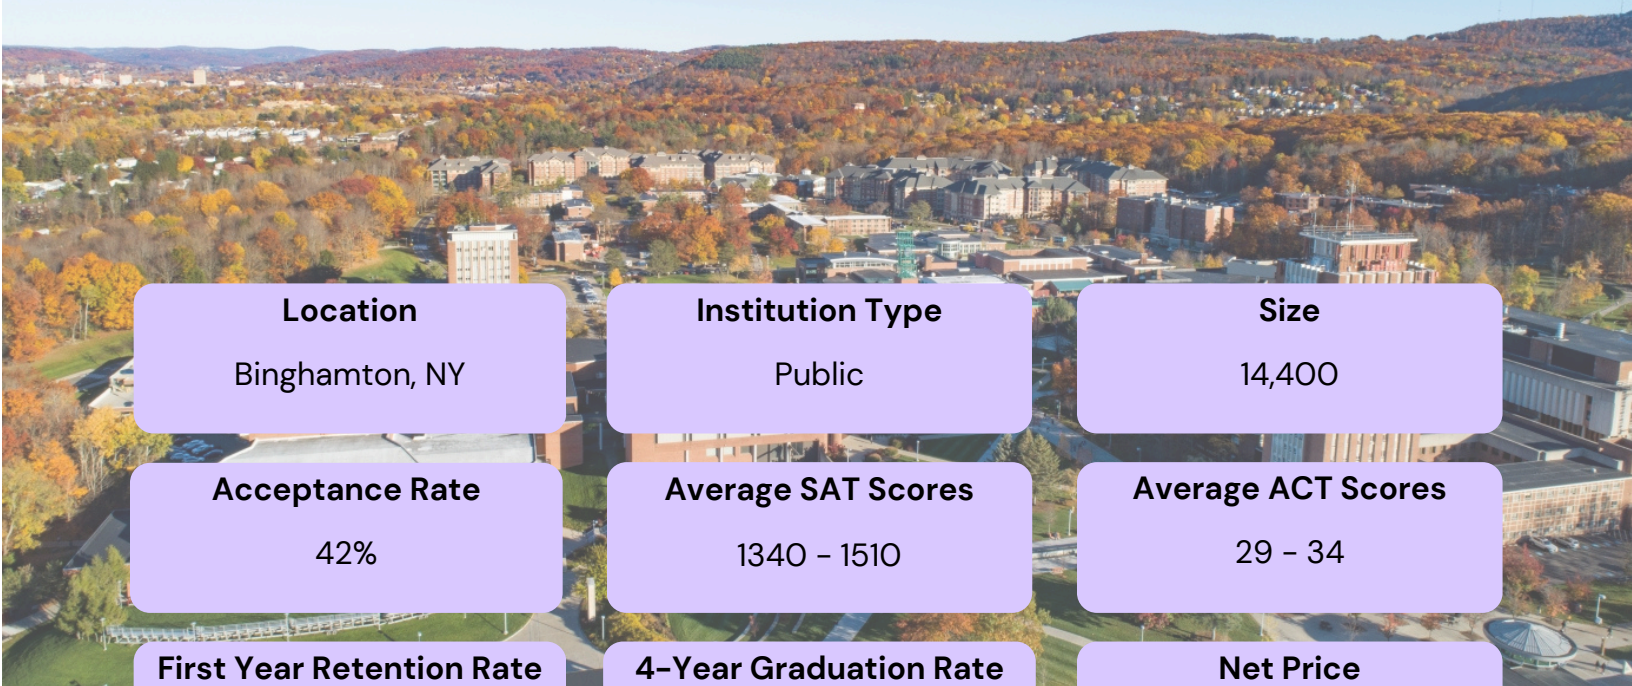 Location
Binghamton, NY
Institution Type
Public
Size
14,400
Acceptance Rate
42%
Average SAT Scores
1340 - 1510
Average ACT Scores
29 - 34
First Year Retention Rate
4-Year Graduation Rate
Net Price